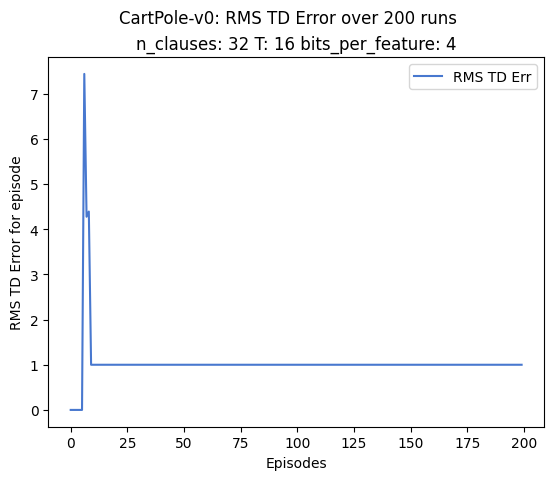 CartPole-v0: RMS TD Error over 200 runs
n_clauses: 32 T: 16 bits_per_feature: 4
RMS TD Err
RMS TD Error for episode
7
6
5
4
3
2
1
0
0 25 50 75 100 125 150 175 200
Episodes